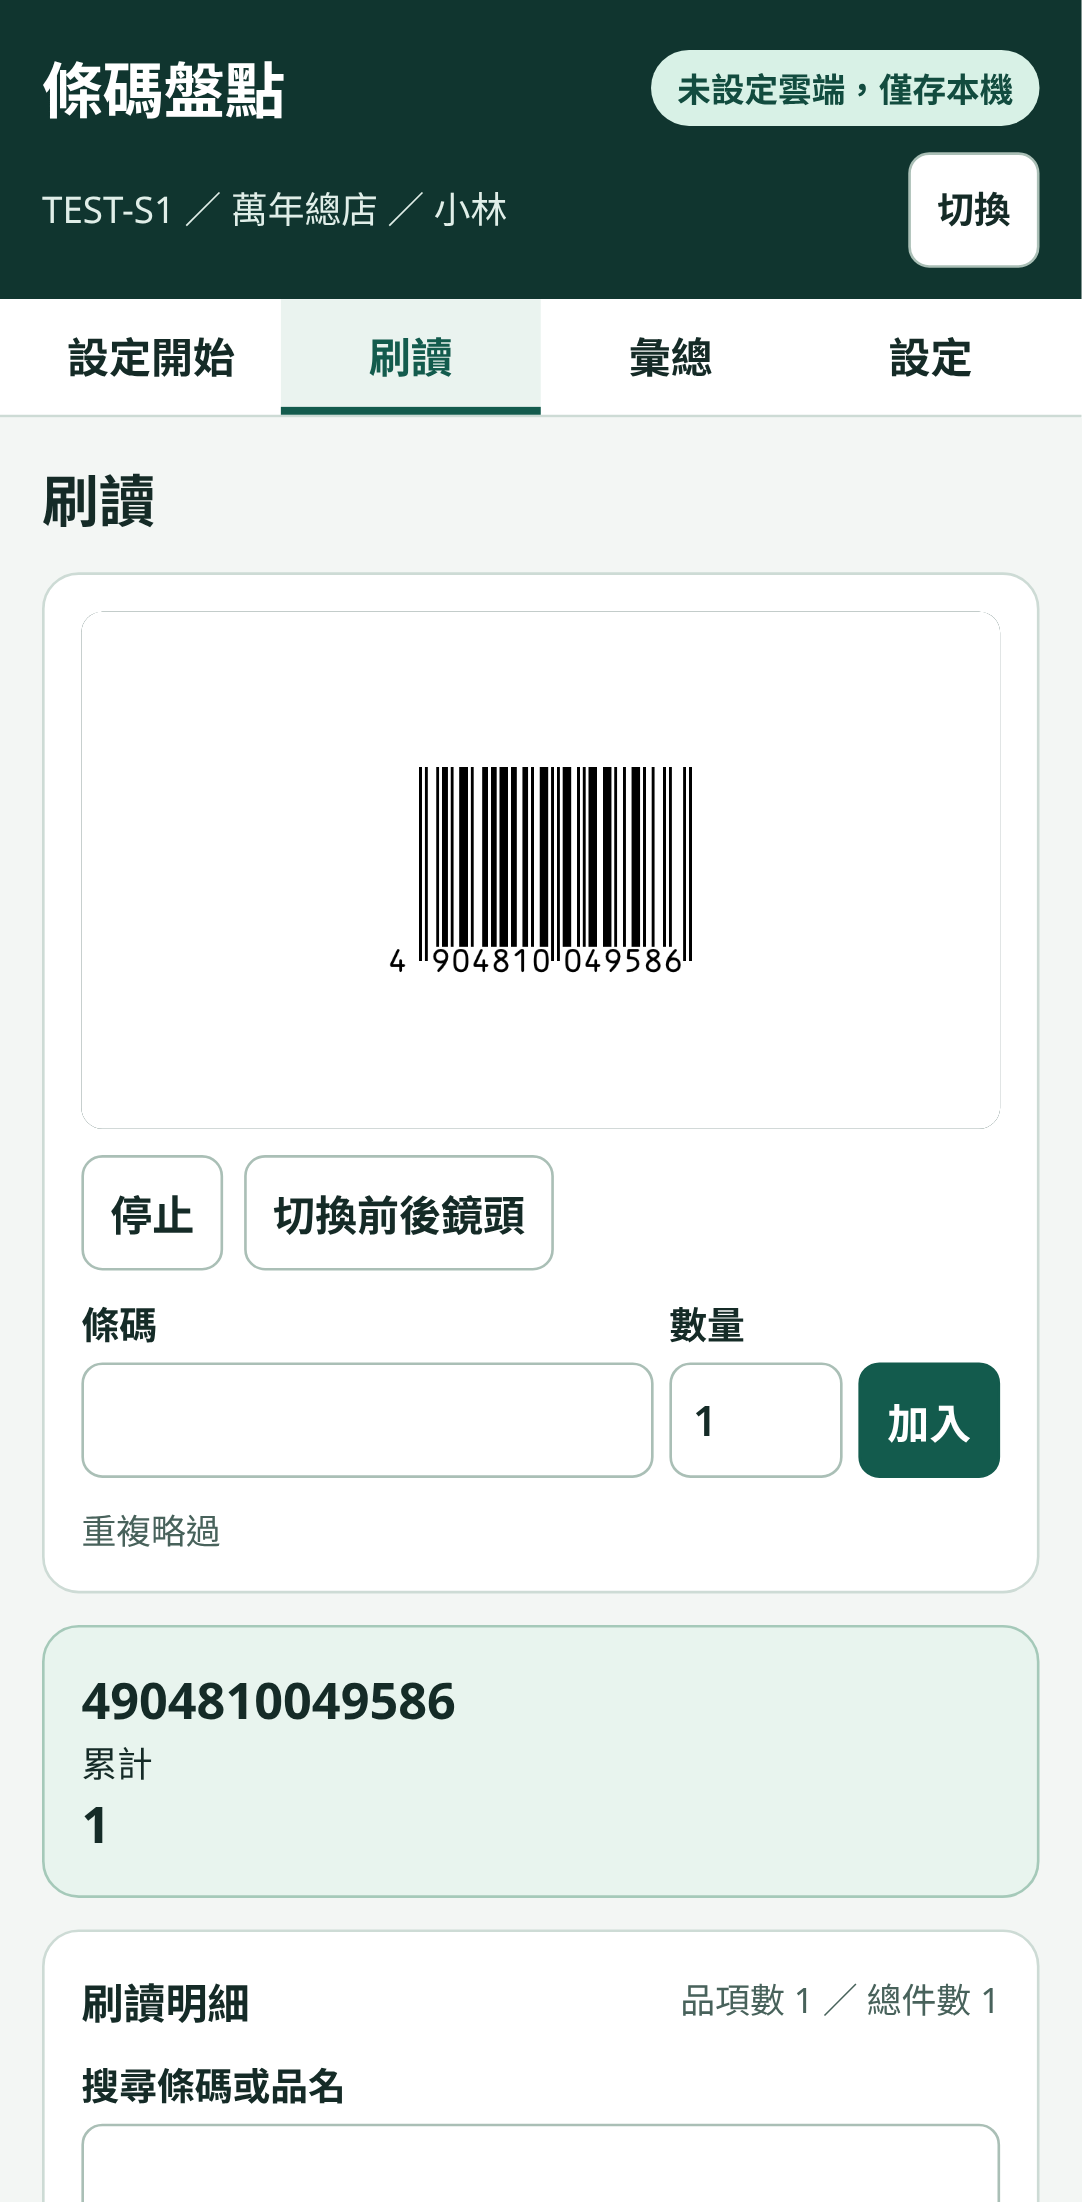 條碼盤點
未設定雲端，僅存本機
TEST-S1 ／ 萬年總店 ／ 小林
切換
設定開始
刷讀
彙總
設定
刷讀
4 904810 049586
停止
切換前後鏡頭
條碼
數量
1
加入
重複略過
4904810049586
累計
1
刷讀明細
品項數 1 ／ 總件數 1
搜尋條碼或品名